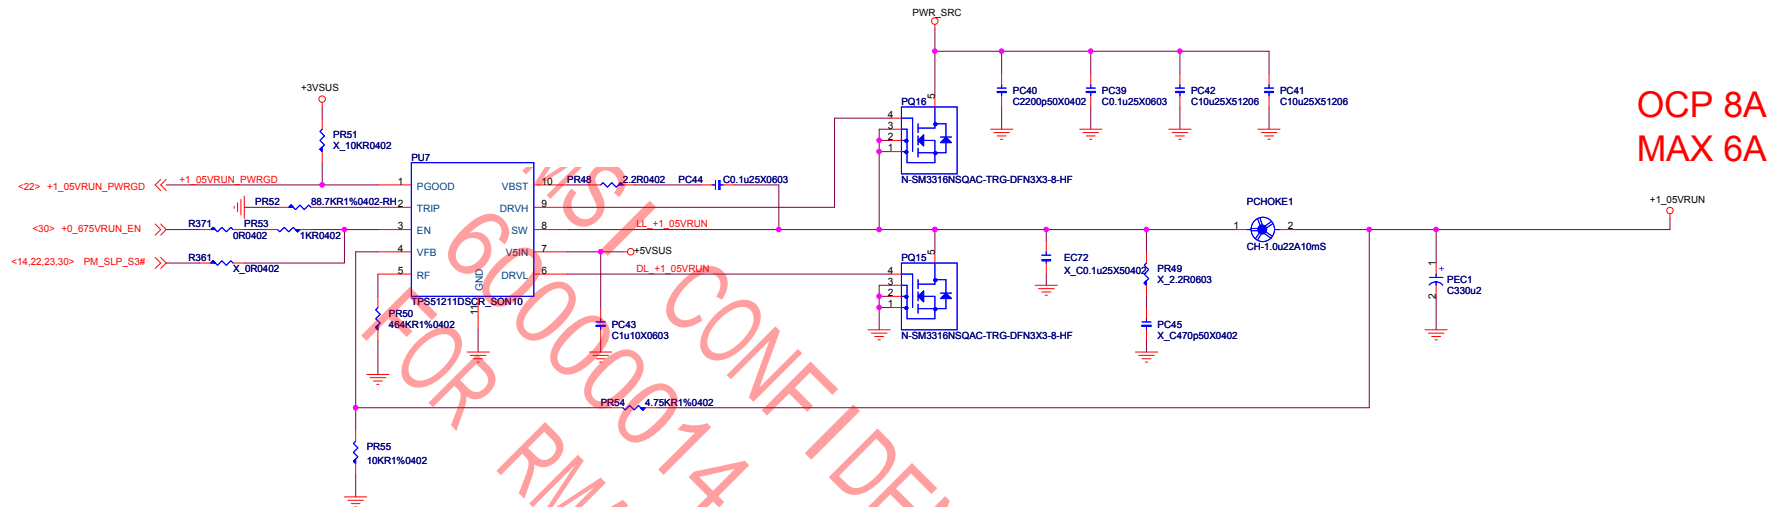 PWR_SRC
+3VSUS
PR51
X_10KR0402
PC40
C2200p50X0402
PC39
C0.1u25X0603
PC42
C10u25X51206
PC41
C10u25X51206
OCP 8A
MAX 6A
PQ16
5
4
3
2
1
N-SM3316NSQAC-TRG-DFN3X3-8-HF
PU7
<22> +1_05VRUN_PWRGD
+1_05VRUN_PWRGD
1 PGOOD
VBST 10
PR48 2.2R0402
PC44 C0.1u25X0603
PR52 88.7KR1%0402-RH
2 TRIP
DRVH 9
<30> +0_675VRUN_EN
R371
0R0402
PR53
1KR0402
3 EN
SW 8
LL_+1_05VRUN
4 VFB
V5IN 7
+5VSUS
<14,22,23,30> PM_SLP_S3#
R361
X_0R0402
5 RF
DRVL 6
DL_+1_05VRUN
GND
11
TPS51211DSCR_SON10
PR50
464KR1%0402
PC43
C1u10X0603
PQ15
5
4
3
2
1
N-SM3316NSQAC-TRG-DFN3X3-8-HF
EC72
X_C0.1u25X50402
PR49
X_2.2R0603
PC45
X_C470p50X0402
PCHOKE1
1 2
CH-1.0u22A10mS
+1_05VRUN
1
+
2
PEC1
C330u2
PR54 4.75KR1%0402
PR55
10KR1%0402
MSI CONFIDEN
60000014
FOR RMA